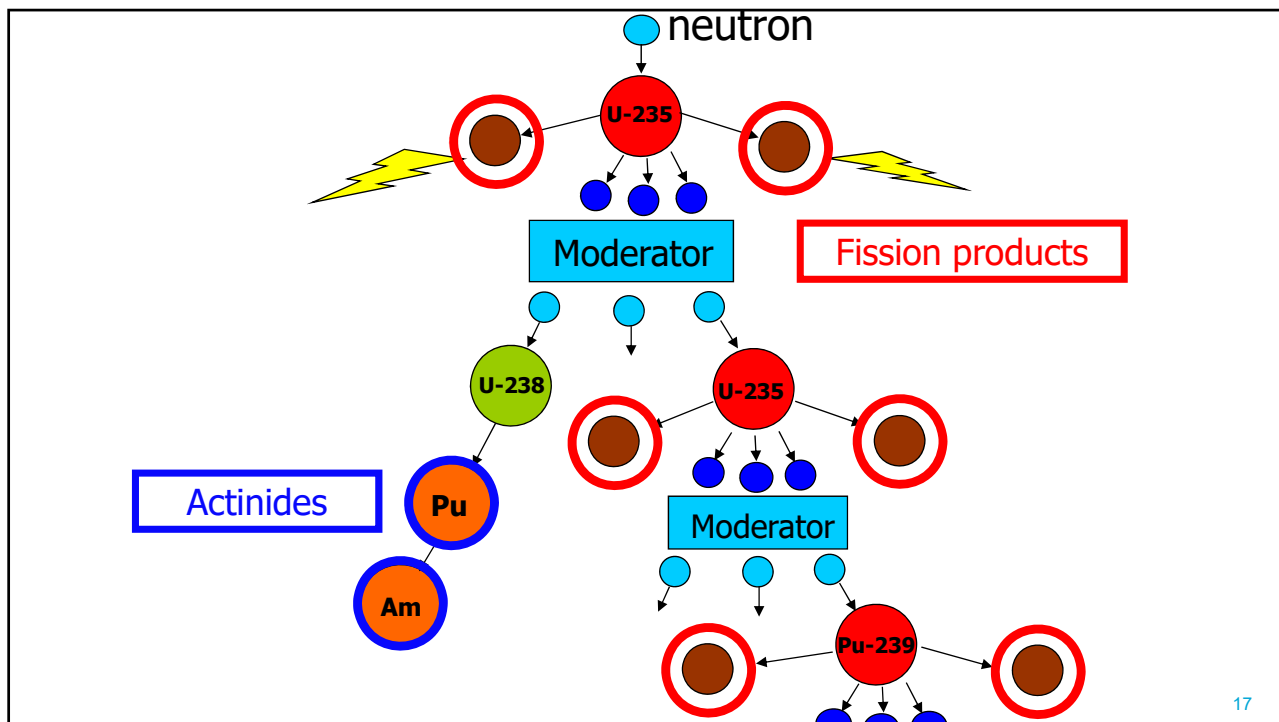 neutron
U-235
Moderator
Fission products
U-238
U-235
Actinides
Pu
Moderator
Am
Pu-239
17